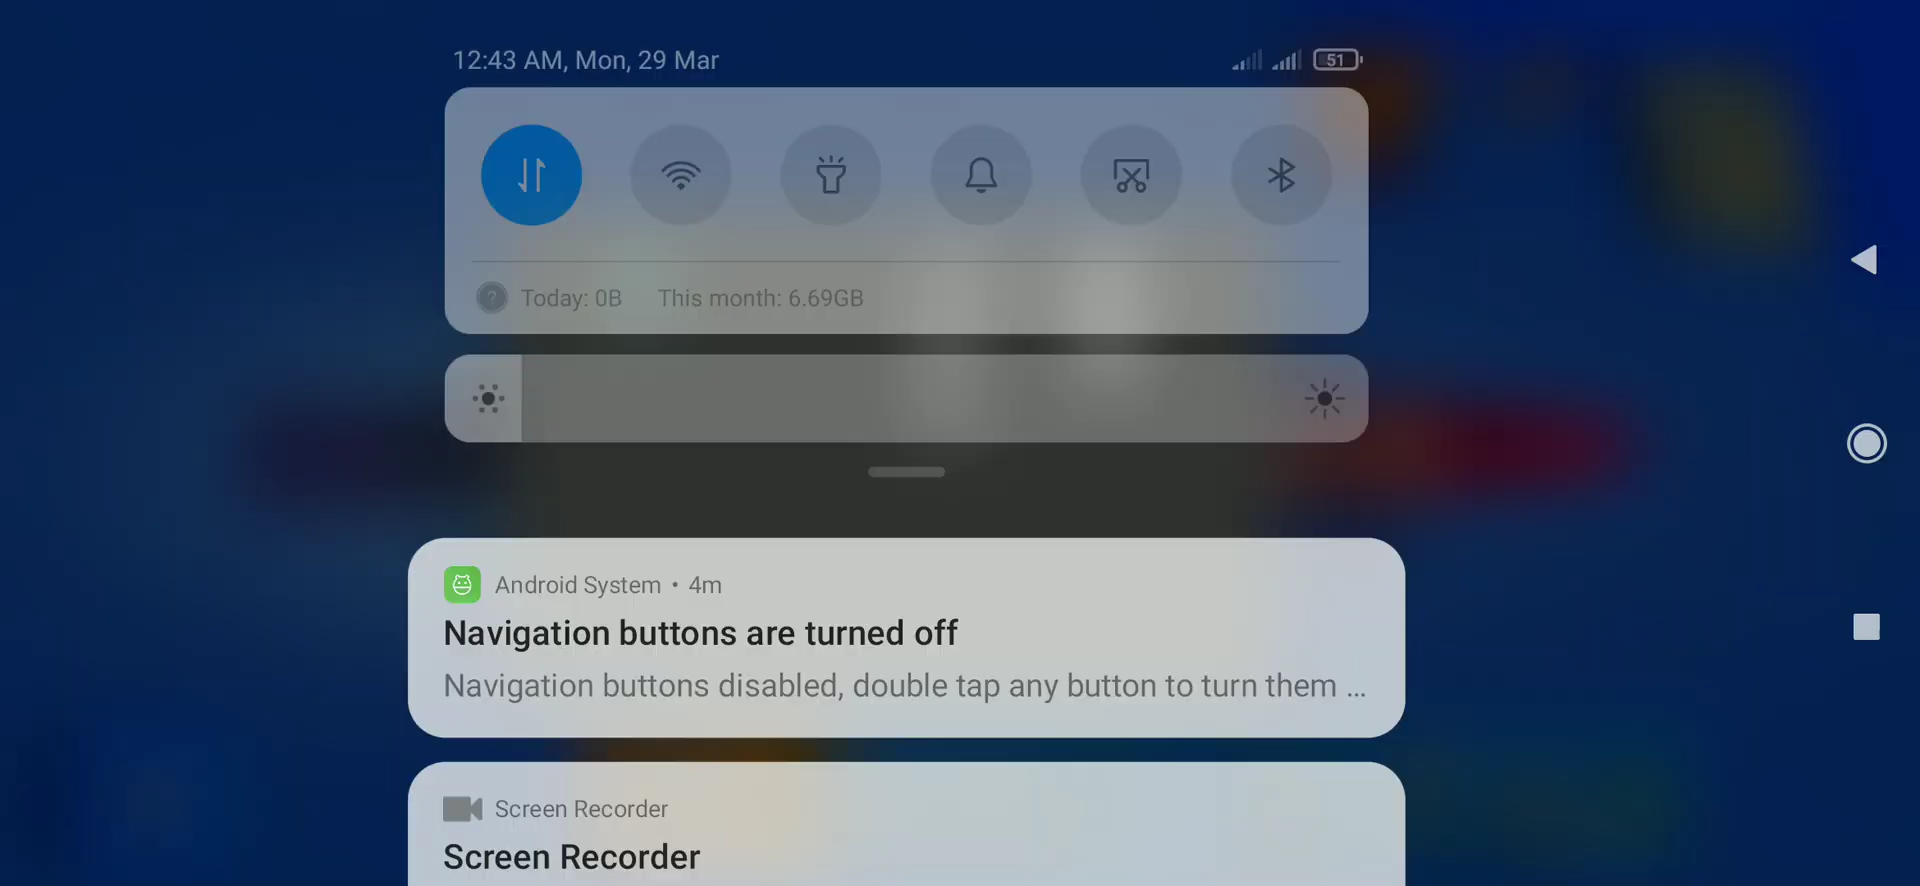 12:43 AM, Mon, 29 Mar
51
? Today: 0B This month: 6.69GB
Android System • 4m
Navigation buttons are turned off
Navigation buttons disabled, double tap any button to turn them ...
Screen Recorder
Screen Recorder